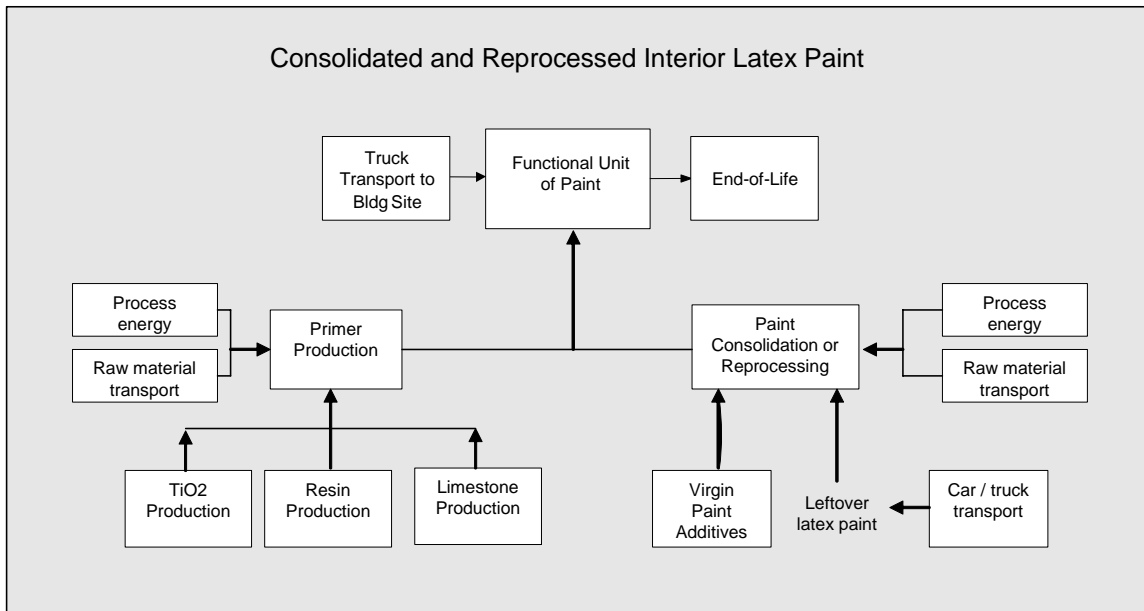 Consolidated and Reprocessed Interior Latex Paint
Truck
Transport to
Bldg Site
Functional Unit
of Paint
End-of-Life
Process
energy
Raw material
transport
Primer
Production
Paint
Consolidation or
Reprocessing
Process
energy
Raw material
transport
TiO2
Production
Resin
Production
Limestone
Production
Virgin
Paint
Additives
Leftover
latex paint
Car / truck
transport